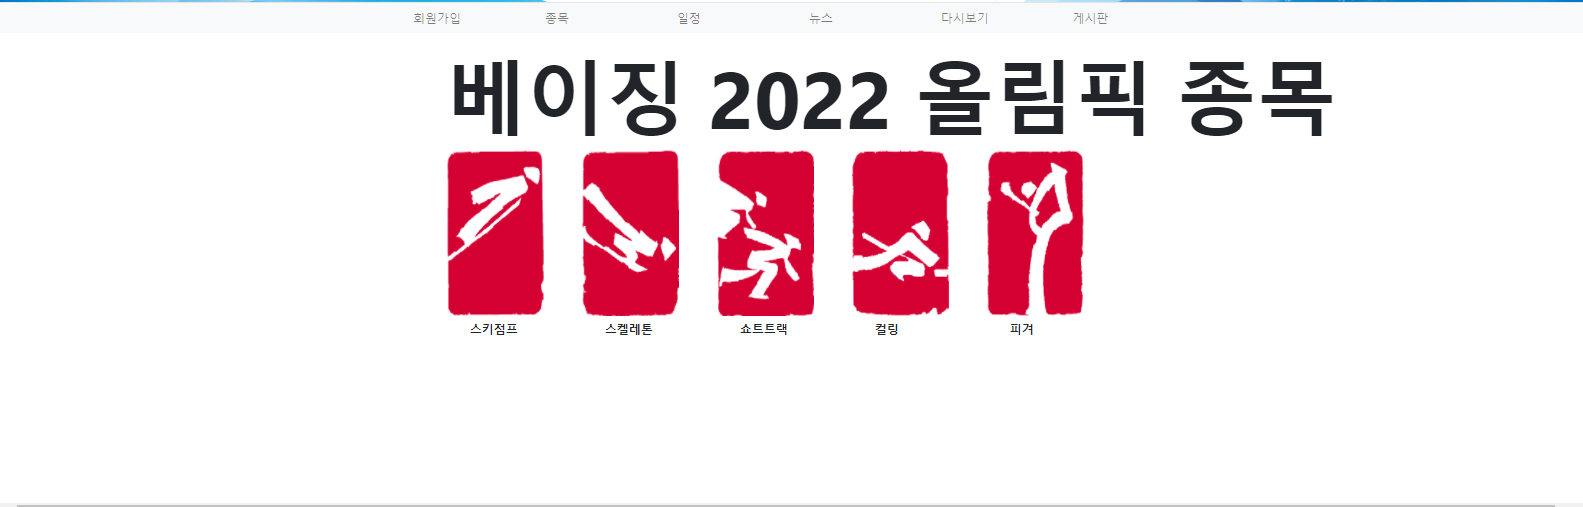 회원가입 종목 일정 뉴스 다시보기 게시판
베이징 2022 올림픽 종목
스키점프 스켈레톤 쇼트트랙 컬링 피겨